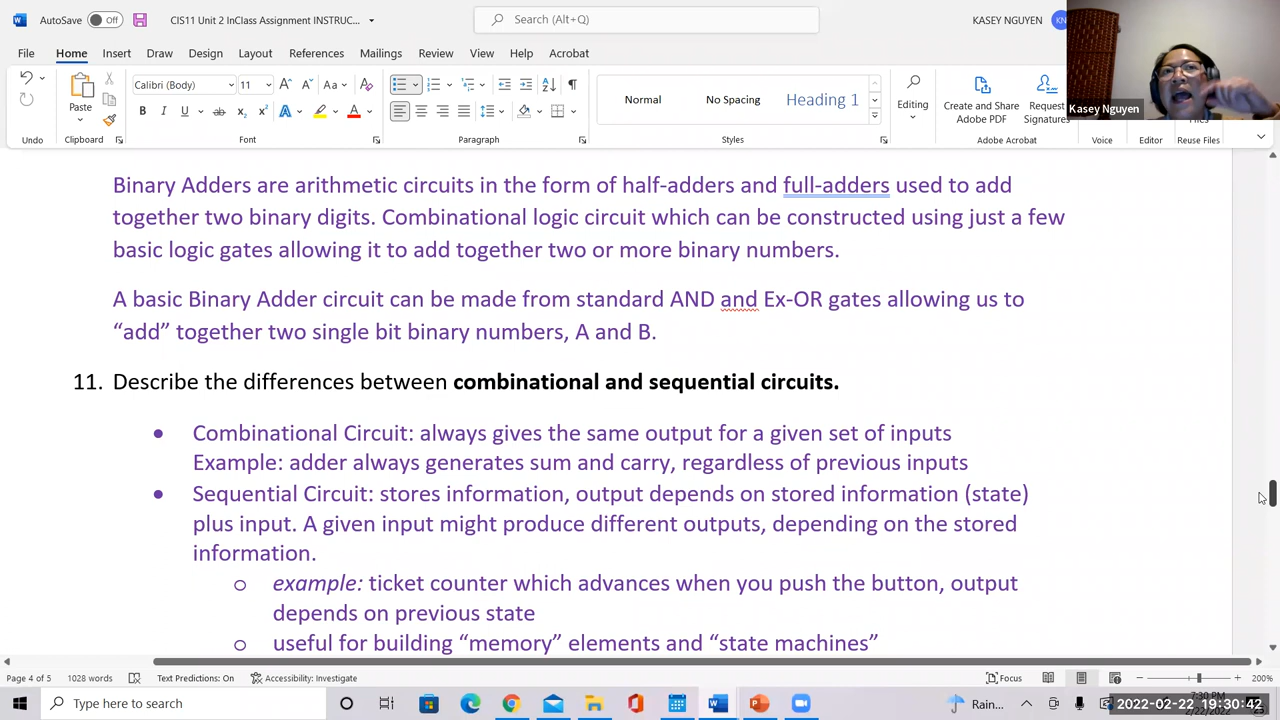 AutoSave Off CIS11 Unit 2 InClass Assignment INSTRUC... Search (Alt+Q) KASEY NGUYEN KN
File Home Insert Draw Design Layout References Mailings Review View Help Acrobat
Calibri (Body) 11 Aa
Paste
Normal No Spacing Heading 1
Editing
Create and Share Adobe PDF
Request Signatures
Kasey Nguyen
Undo Clipboard Font Paragraph Styles Adobe Acrobat Voice Editor Reuse Files
Binary Adders are arithmetic circuits in the form of half-adders and full-adders used to add
together two binary digits. Combinational logic circuit which can be constructed using just a few
basic logic gates allowing it to add together two or more binary numbers.
A basic Binary Adder circuit can be made from standard AND and Ex-OR gates allowing us to
“add” together two single bit binary numbers, A and B.
11. Describe the differences between combinational and sequential circuits.
• Combinational Circuit: always gives the same output for a given set of inputs
Example: adder always generates sum and carry, regardless of previous inputs
• Sequential Circuit: stores information, output depends on stored information (state)
plus input. A given input might produce different outputs, depending on the stored
information.
o example: ticket counter which advances when you push the button, output
depends on previous state
o useful for building “memory” elements and “state machines”
Page 4 of 5 1028 words Text Predictions: On Accessibility: Investigate Focus 200%
Type here to search Rain... 7:30 PM
2022-02-22 19:30:42
2/22/2022